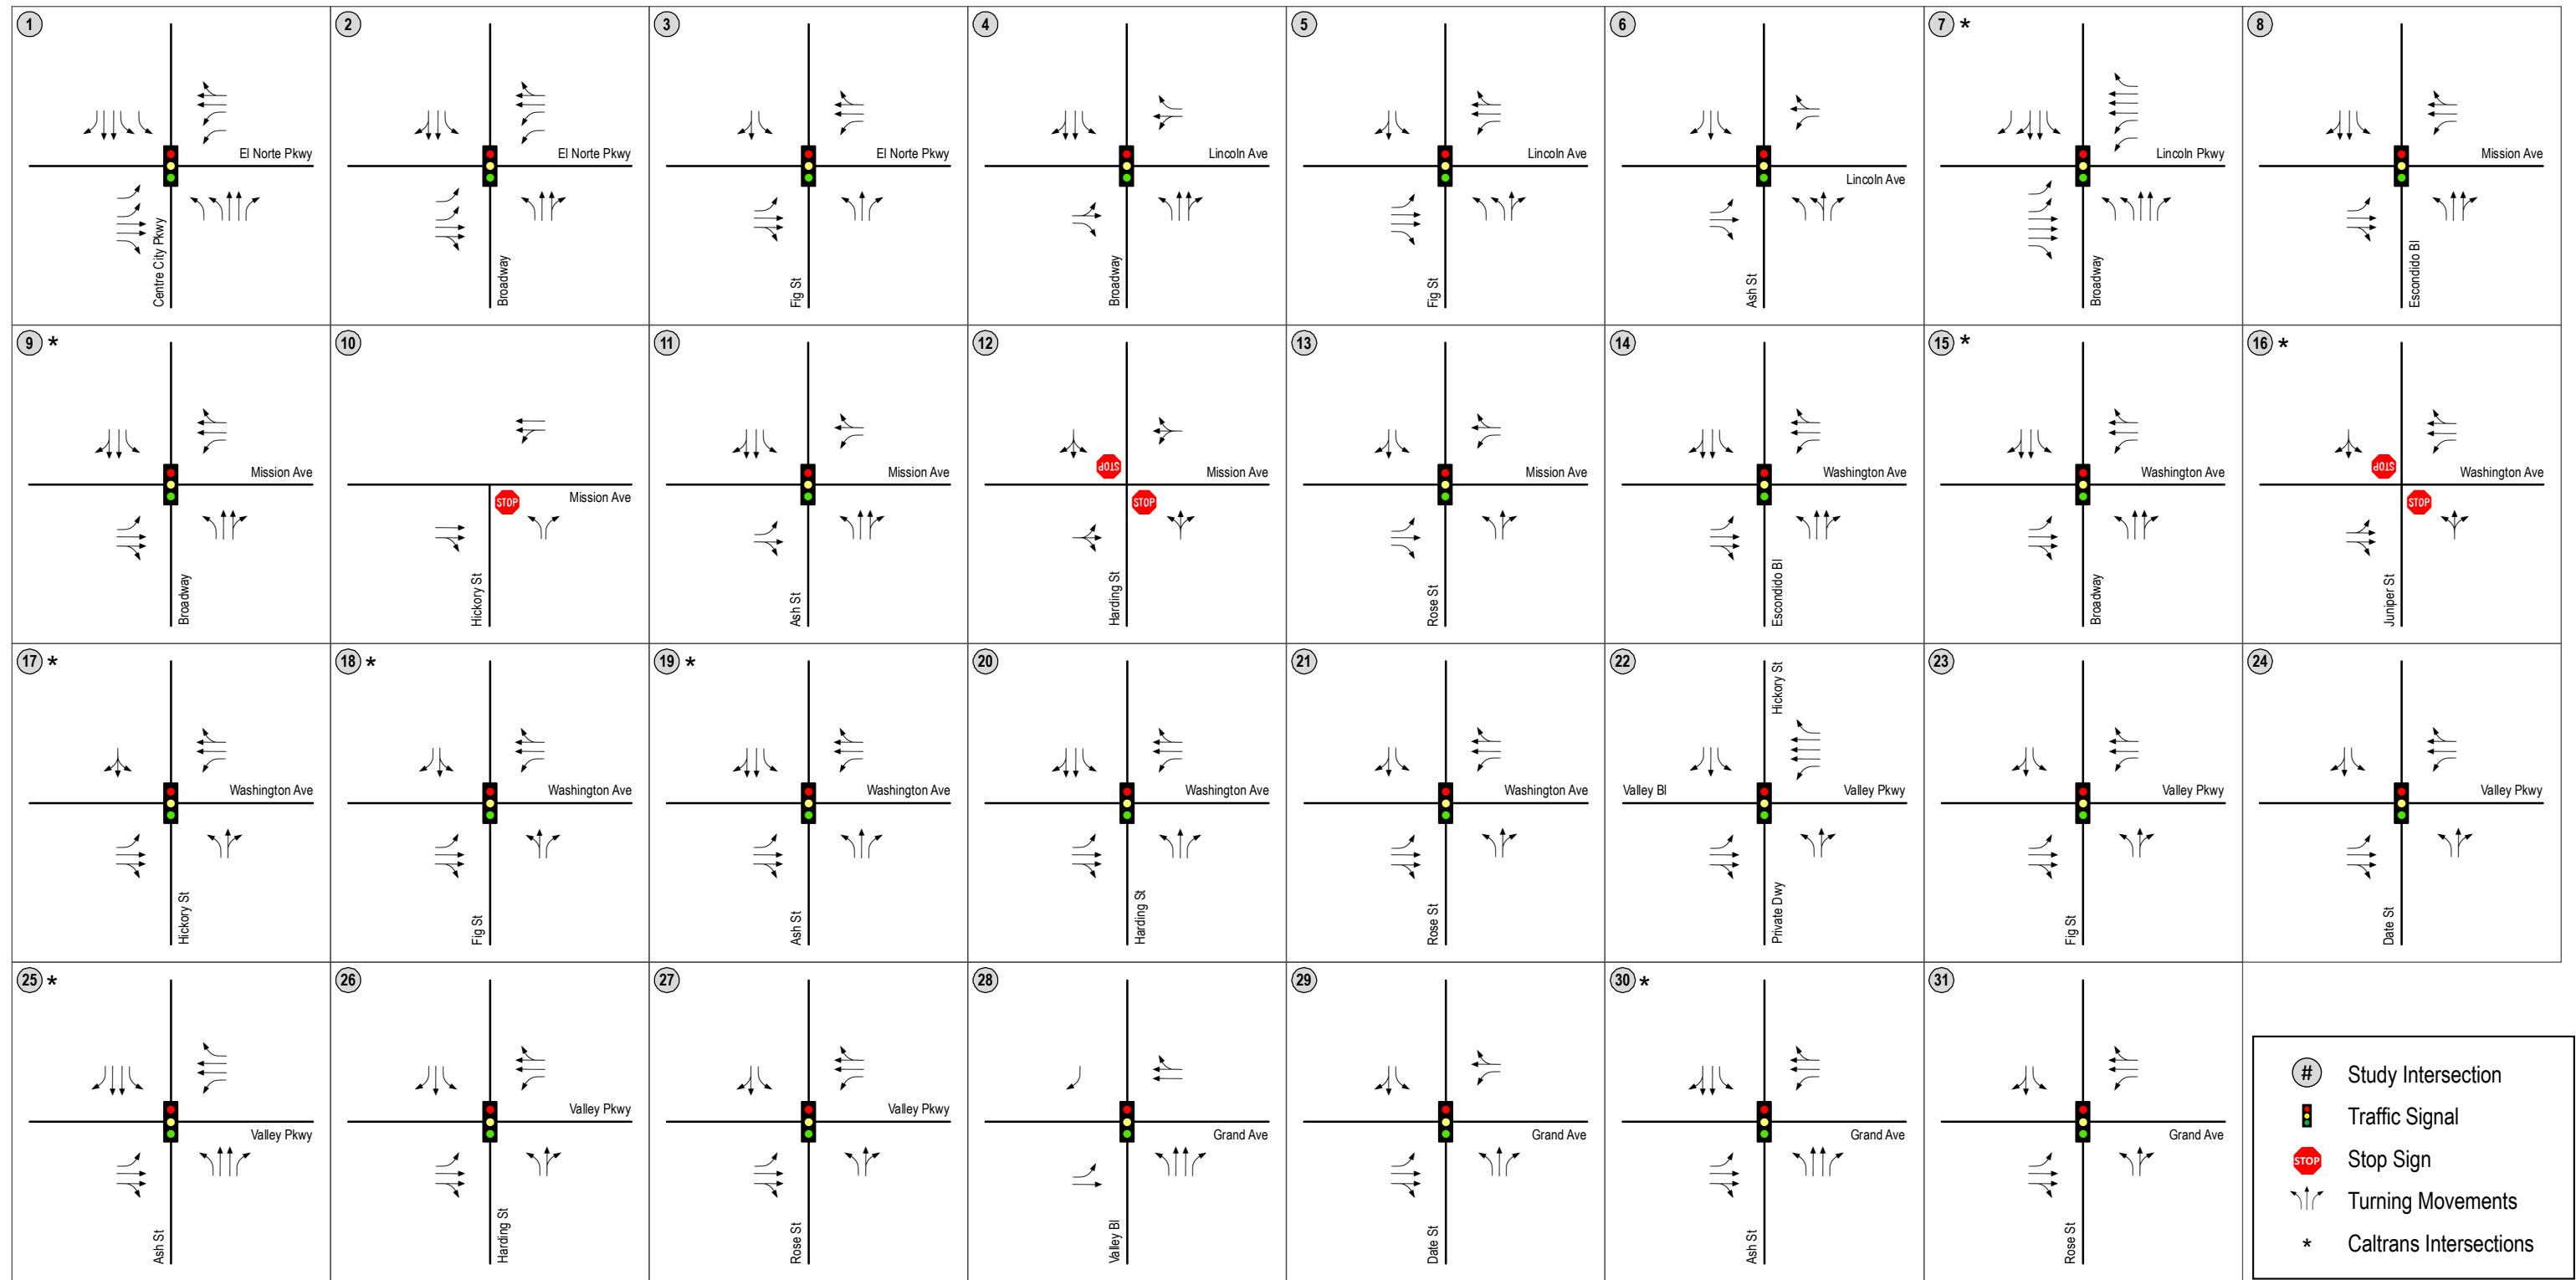 1
El Norte Pkwy
Centre City Pkwy
2
El Norte Pkwy
Broadway
3
El Norte Pkwy
Fig St
4
Lincoln Ave
Broadway
5
Lincoln Ave
Fig St
6
Lincoln Ave
Ash St
7 *
Lincoln Pkwy
Broadway
8
Mission Ave
Escondido Bl
9 *
Mission Ave
Broadway
10
Mission Ave
STOP
Hickory St
11
Mission Ave
Ash St
12
STOP
Mission Ave
STOP
Harding St
13
Mission Ave
Rose St
14
Washington Ave
Escondido Bl
15 *
Washington Ave
Broadway
16 *
STOP
Washington Ave
STOP
Juniper St
17 *
Washington Ave
Hickory St
18 *
Washington Ave
Fig St
19 *
Washington Ave
Ash St
20
Washington Ave
Harding St
21
Washington Ave
Rose St
22
Hickory St
Valley Bl
Valley Pkwy
Private Dwy
23
Valley Pkwy
Fig St
24
Valley Pkwy
Date St
25 *
Valley Pkwy
Ash St
26
Valley Pkwy
Harding St
27
Valley Pkwy
Rose St
28
Grand Ave
Valley Bl
29
Grand Ave
Date St
30 *
Grand Ave
Ash St
31
Grand Ave
Rose St
# Study Intersection
Traffic Signal
STOP Stop Sign
Turning Movements
* Caltrans Intersections